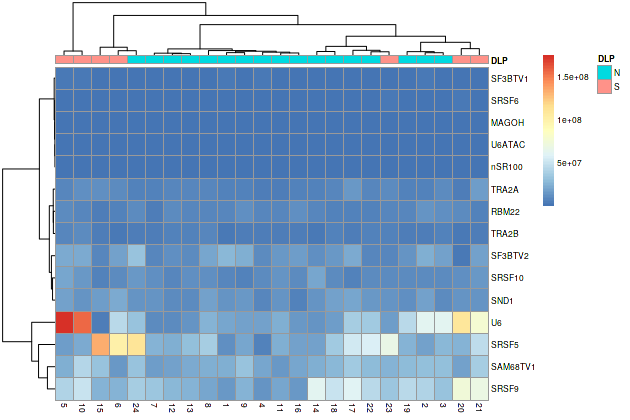 DLP
DLP
N
S
1.5e+08
1e+08
5e+07
SF3BTV1
SRSF6
MAGOH
U6ATAC
nSR100
TRA2A
RBM22
TRA2B
SF3BTV2
SRSF10
SND1
U6
SRSF5
SAM68TV1
SRSF9
5 10 15 6 24 7 12 13 8 1 9 4 11 16 14 18 17 22 23 19 2 3 20 21